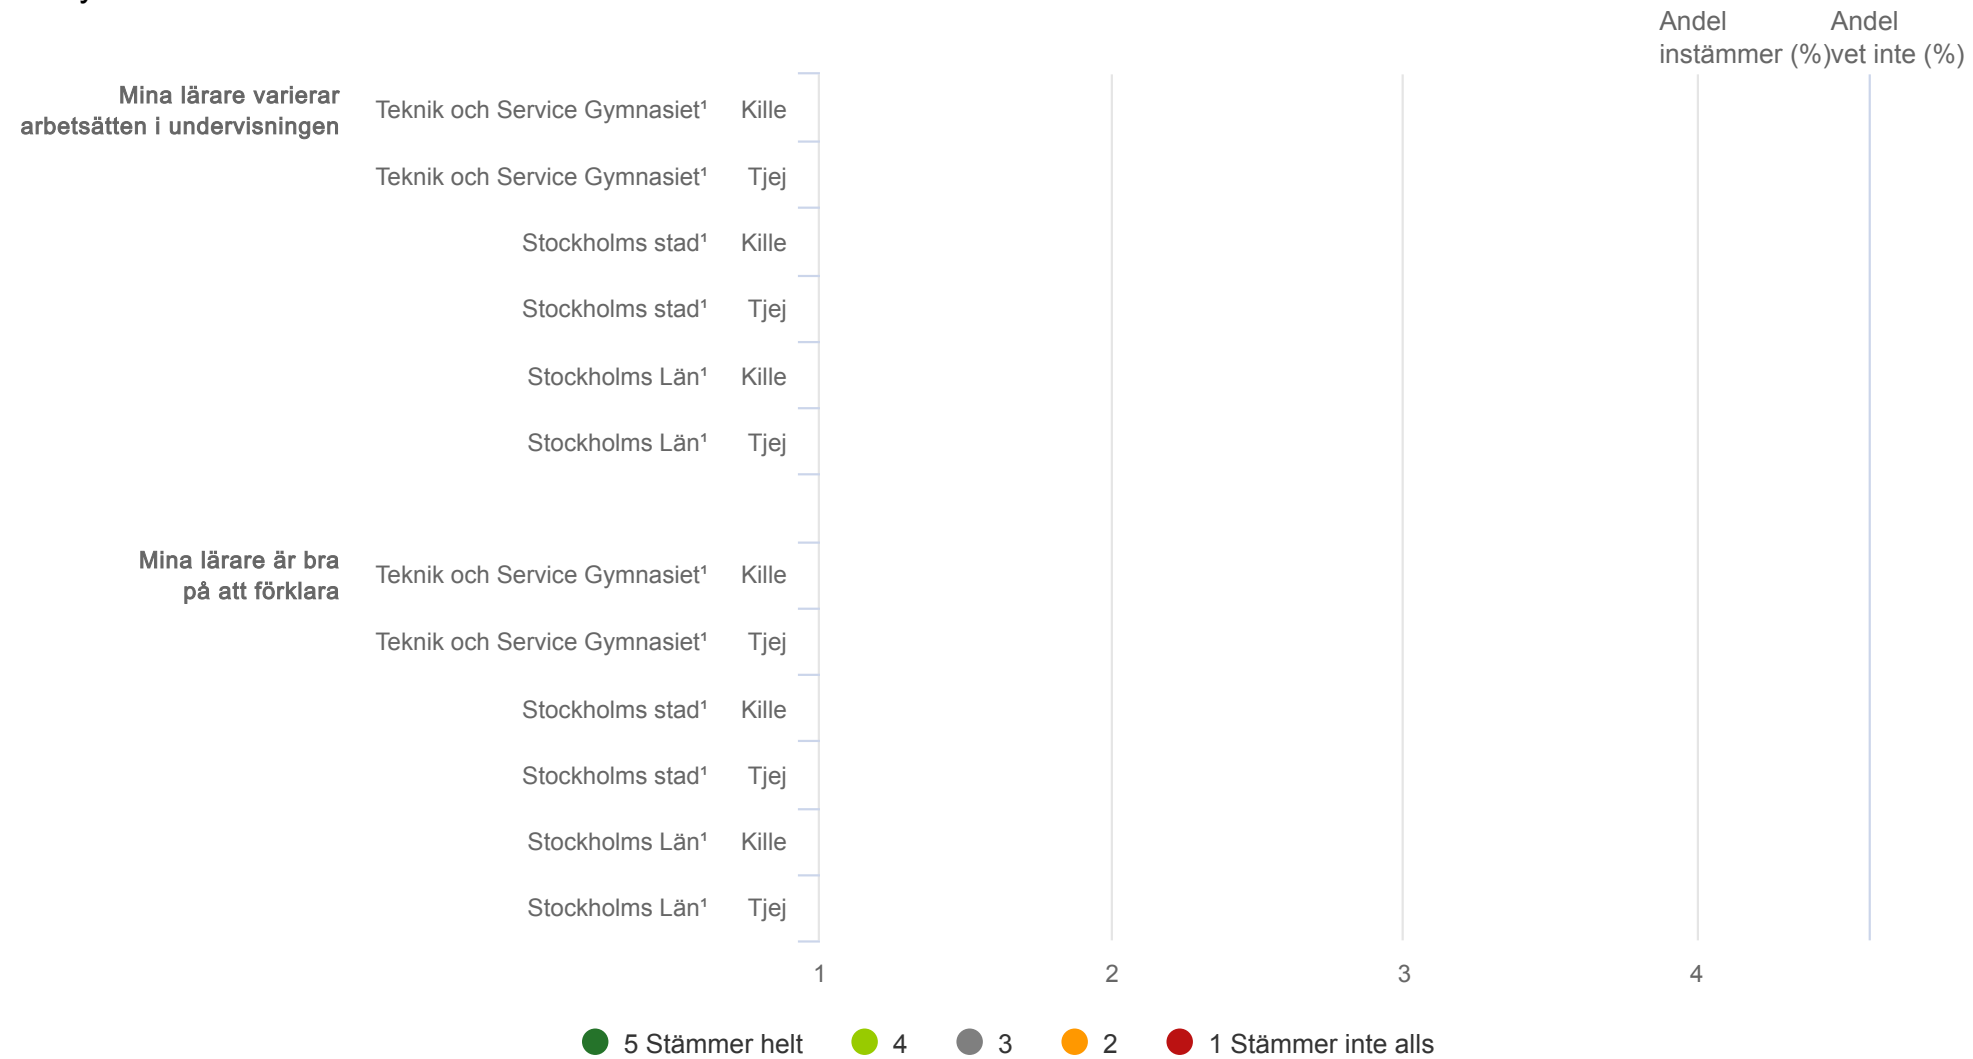 Andel Andel
instämmer (%)vet inte (%)
Mina lärare varierar
arbetsätten i undervisningen
Teknik och Service Gymnasiet¹ Kille
Teknik och Service Gymnasiet¹ Tjej
Stockholms stad¹ Kille
Stockholms stad¹ Tjej
Stockholms Län¹ Kille
Stockholms Län¹ Tjej
Mina lärare är bra
på att förklara
Teknik och Service Gymnasiet¹ Kille
Teknik och Service Gymnasiet¹ Tjej
Stockholms stad¹ Kille
Stockholms stad¹ Tjej
Stockholms Län¹ Kille
Stockholms Län¹ Tjej
1 2 3 4
5 Stämmer helt 4 3 2 1 Stämmer inte alls